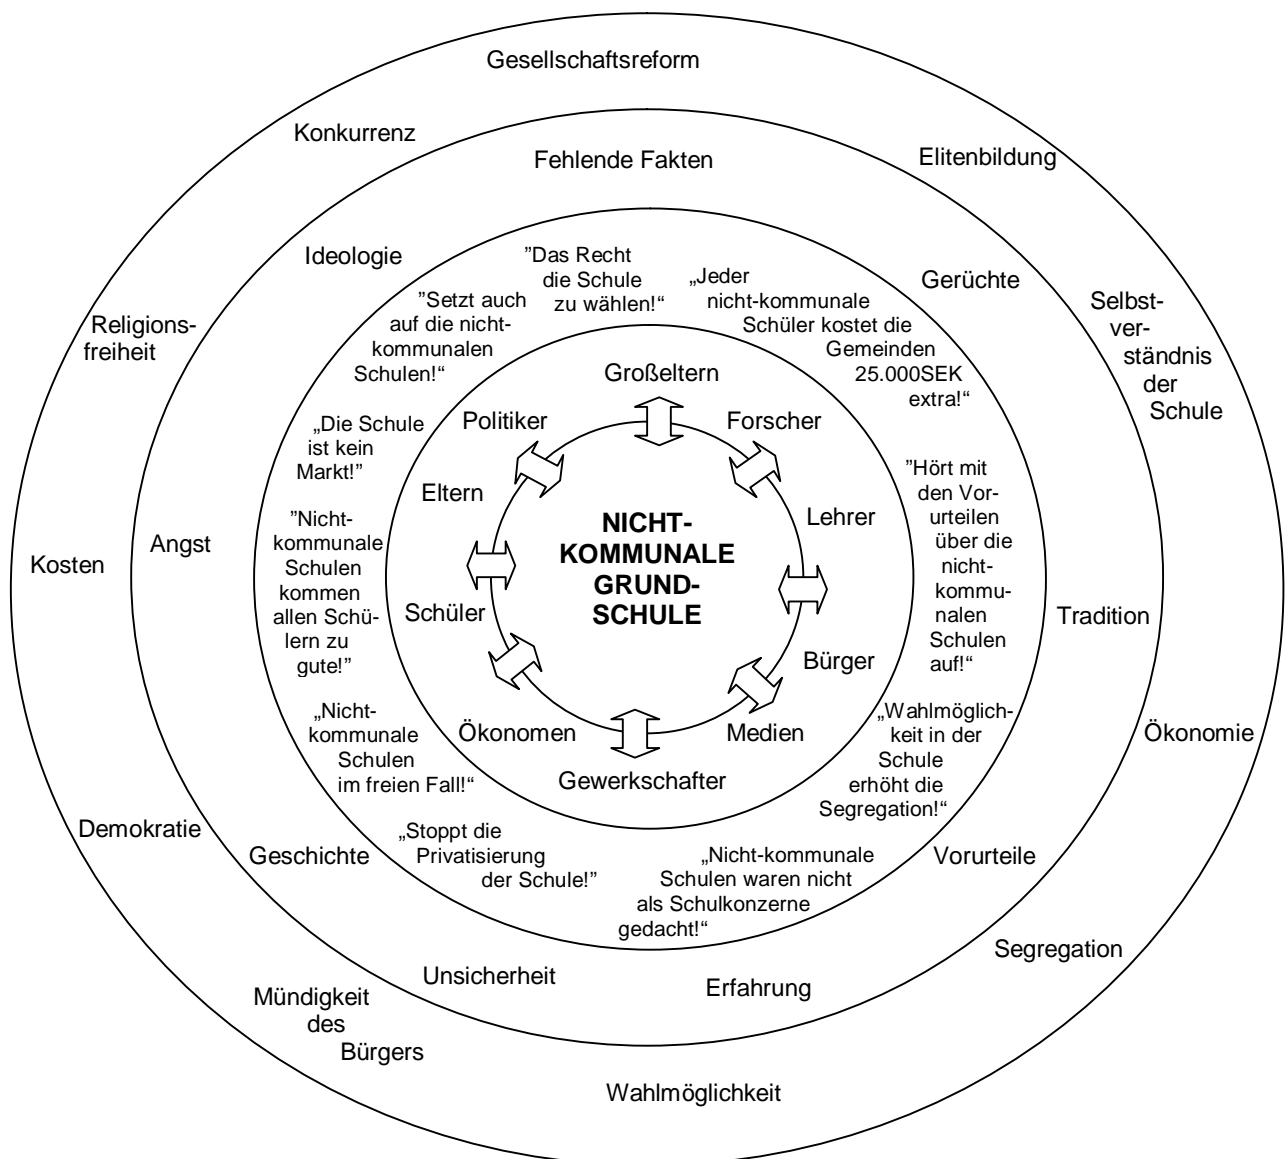 Gesellschaftsreform
Konkurrenz
Elitenbildung
Religions-
freiheit
Selbst-
ver-
ständnis
der
Schule
Kosten
Ökonomie
Demokratie
Segregation
Mündigkeit
des
Bürgers
Wahlmöglichkeit
Fehlende Fakten
Ideologie
Gerüchte
Angst
Tradition
Geschichte
Vorurteile
Unsicherheit
Erfahrung
”Das Recht
die Schule
zu wählen!“
„Jeder
nicht-kommunale
Schüler kostet die
Gemeinden
25.000SEK
extra!“
”Setzt auch
auf die nicht-
kommunalen
Schulen!“
„Die Schule
ist kein
Markt!”
”Hört mit
den Vor-
urteilen
über die
nicht-
kommu-
nalen
Schulen
auf!“
”Nicht-
kommunale
Schulen
kommen
allen Schü-
lern zu
gute!”
„Nicht-
kommunale
Schulen
im freien Fall!“
„Wahlmöglich-
keit in der
Schule
erhöht die
Segregation!“
„Stoppt die
Privatisierung
der Schule!”
„Nicht-kommunale
Schulen waren nicht
als Schulkonzerne
gedacht!“
Großeltern
Politiker
Forscher
Eltern
Lehrer
Schüler
Bürger
Ökonomen
Medien
Gewerkschafter
NICHT-
KOMMUNALE
GRUND-
SCHULE